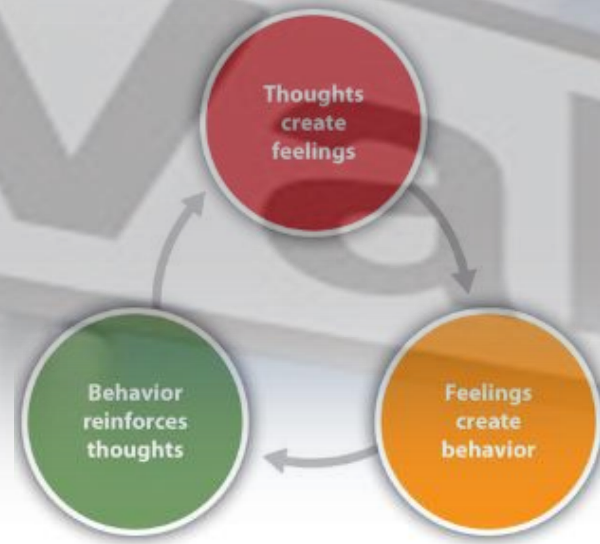 Thoughts
create
feelings
Behavior
reinforces
thoughts
Feelings
create
behavior